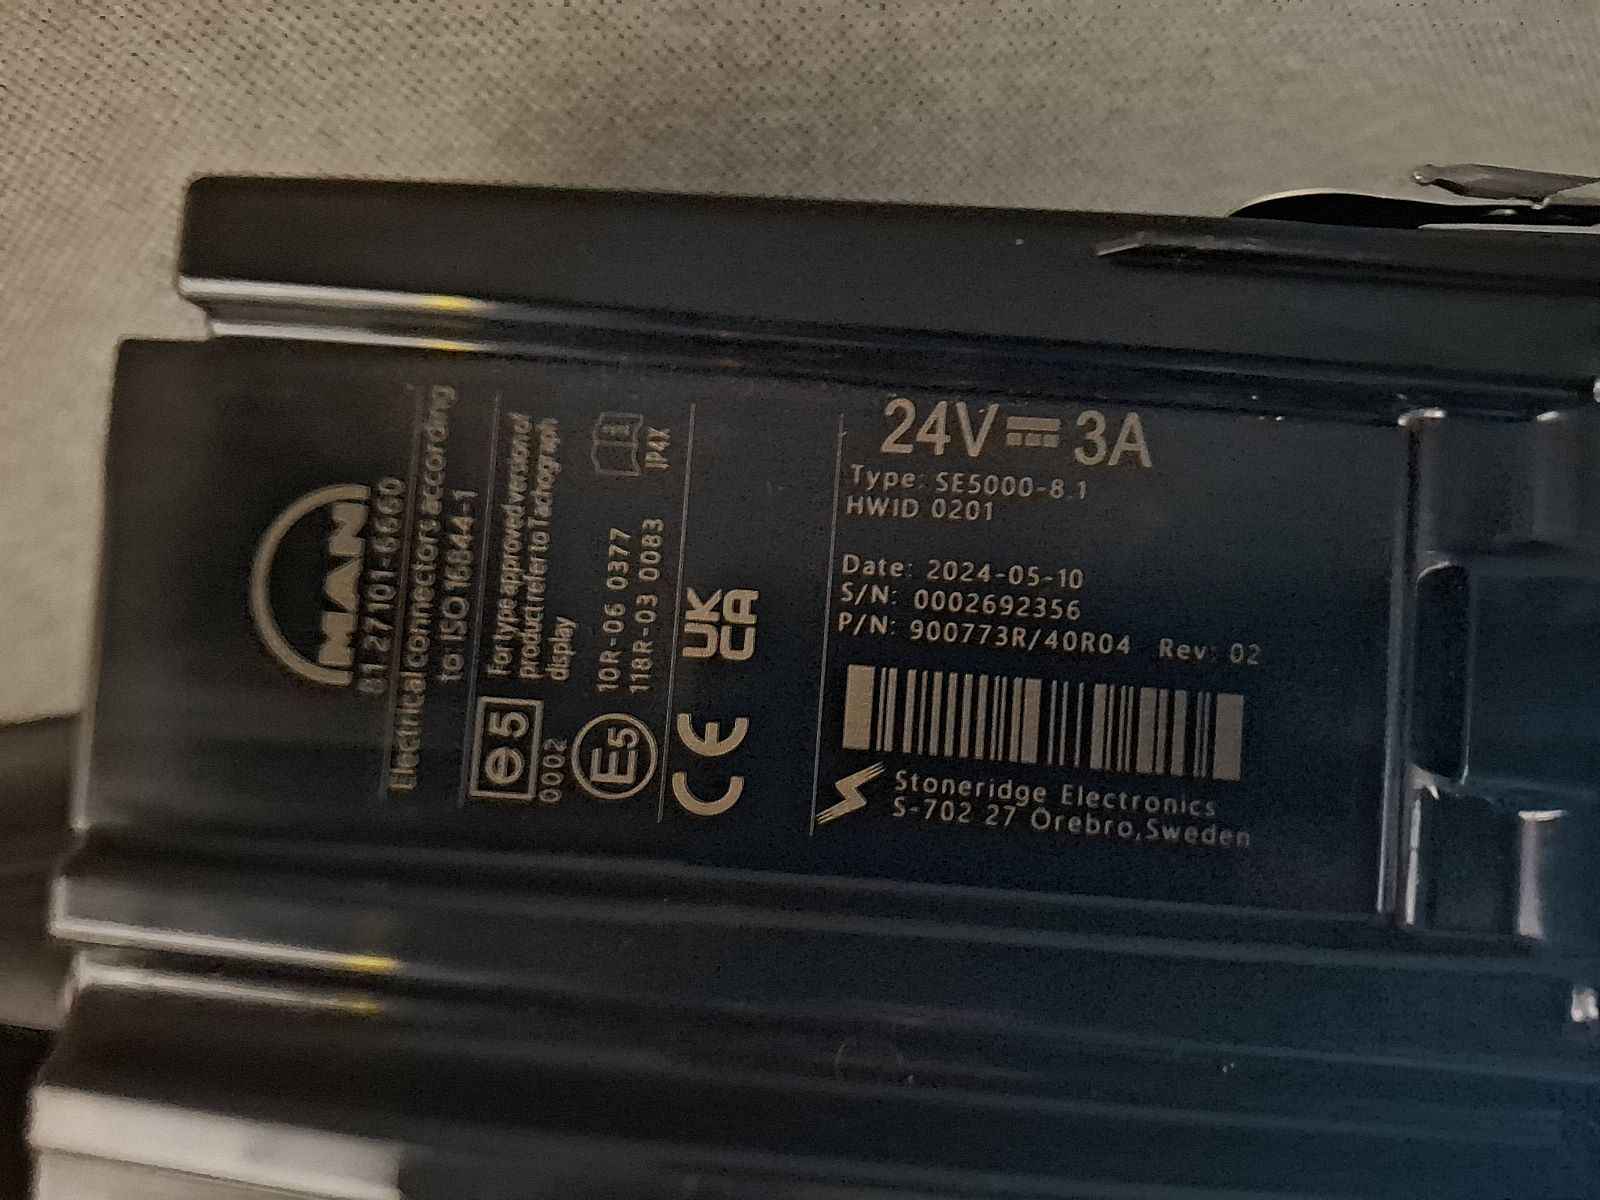 24V 3A
Type: SE5000-8.1
HWID 0201
Date: 2024-05-10
S/N: 0002692356
P/N: 900773R/40R04 Rev: 02
Stoneridge Electronics
S-702 27 Örebro, Sweden
MAN
81.27101-6660
Electrical connectors according
to: ISO 16844-1
e5
0002
For type approved version of
product refer to Tachograph
display
E5
10R-06 0377
118R-03 0083
IP4X
CE
UK
CA